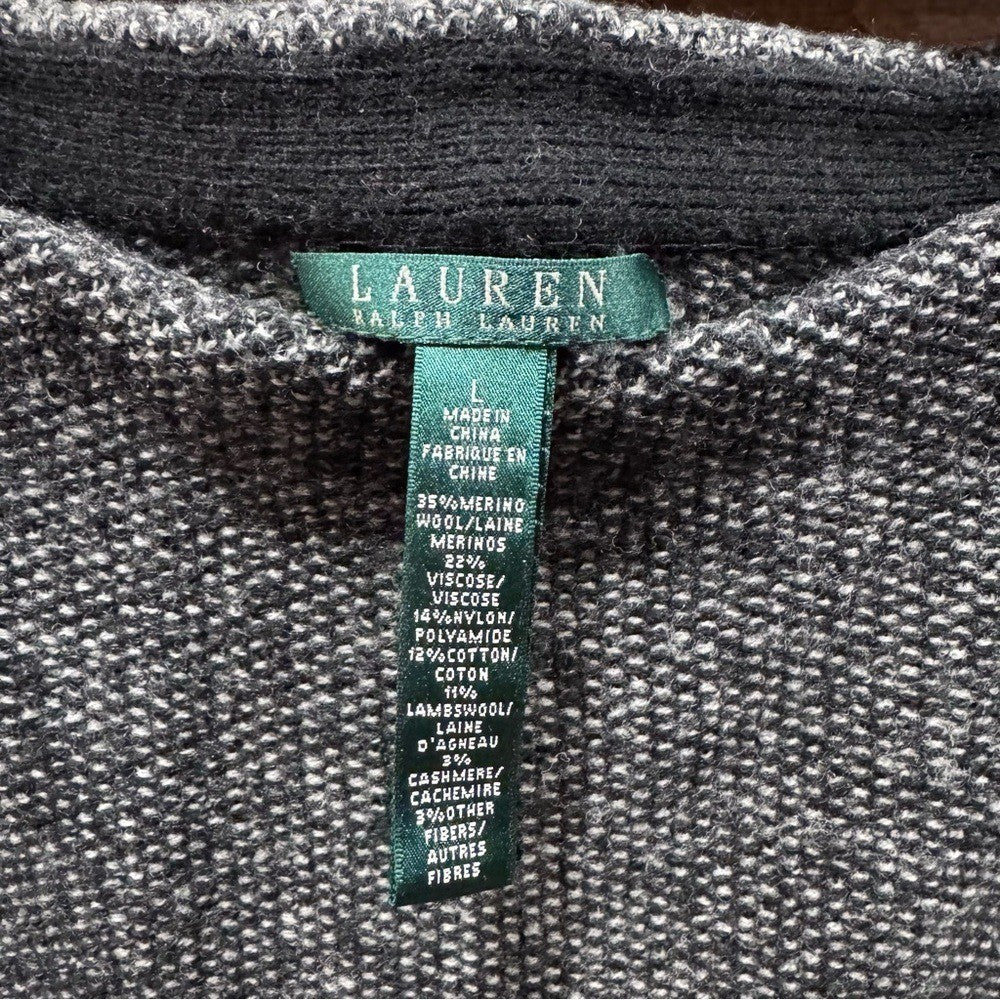 LAUREN
RALPH LAUREN
L
MADE IN
CHINA
FABRIQUE EN
CHINE
35%MERINO
WOOL/LAINE
MERINOS
22%
VISCOSE/
VISCOSE
14%NYLON/
POLYAMIDE
12%COTTON/
COTON
11%
LAMBSWOOL/
LAINE
D'AGNEAU
3%
CASHMERE/
CACHEMIRE
3%OTHER
FIBERS/
AUTRES
FIBRES